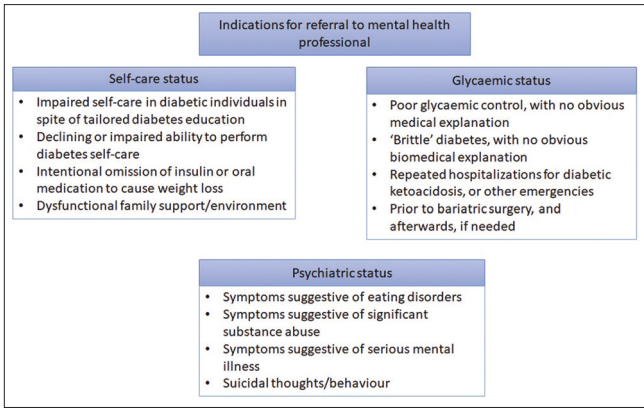 Indications for referral to mental health
professional
Self-care status
• Impaired self-care in diabetic individuals in
spite of tailored diabetes education
• Declining or impaired ability to perform
diabetes self-care
• Intentional omission of insulin or oral
medication to cause weight loss
• Dysfunctional family support/environment
Glycaemic status
• Poor glycaemic control, with no obvious
medical explanation
• ‘Brittle’ diabetes, with no obvious
biomedical explanation
• Repeated hospitalizations for diabetic
ketoacidosis, or other emergencies
• Prior to bariatric surgery, and
afterwards, if needed
Psychiatric status
• Symptoms suggestive of eating disorders
• Symptoms suggestive of significant
substance abuse
• Symptoms suggestive of serious mental
illness
• Suicidal thoughts/behaviour